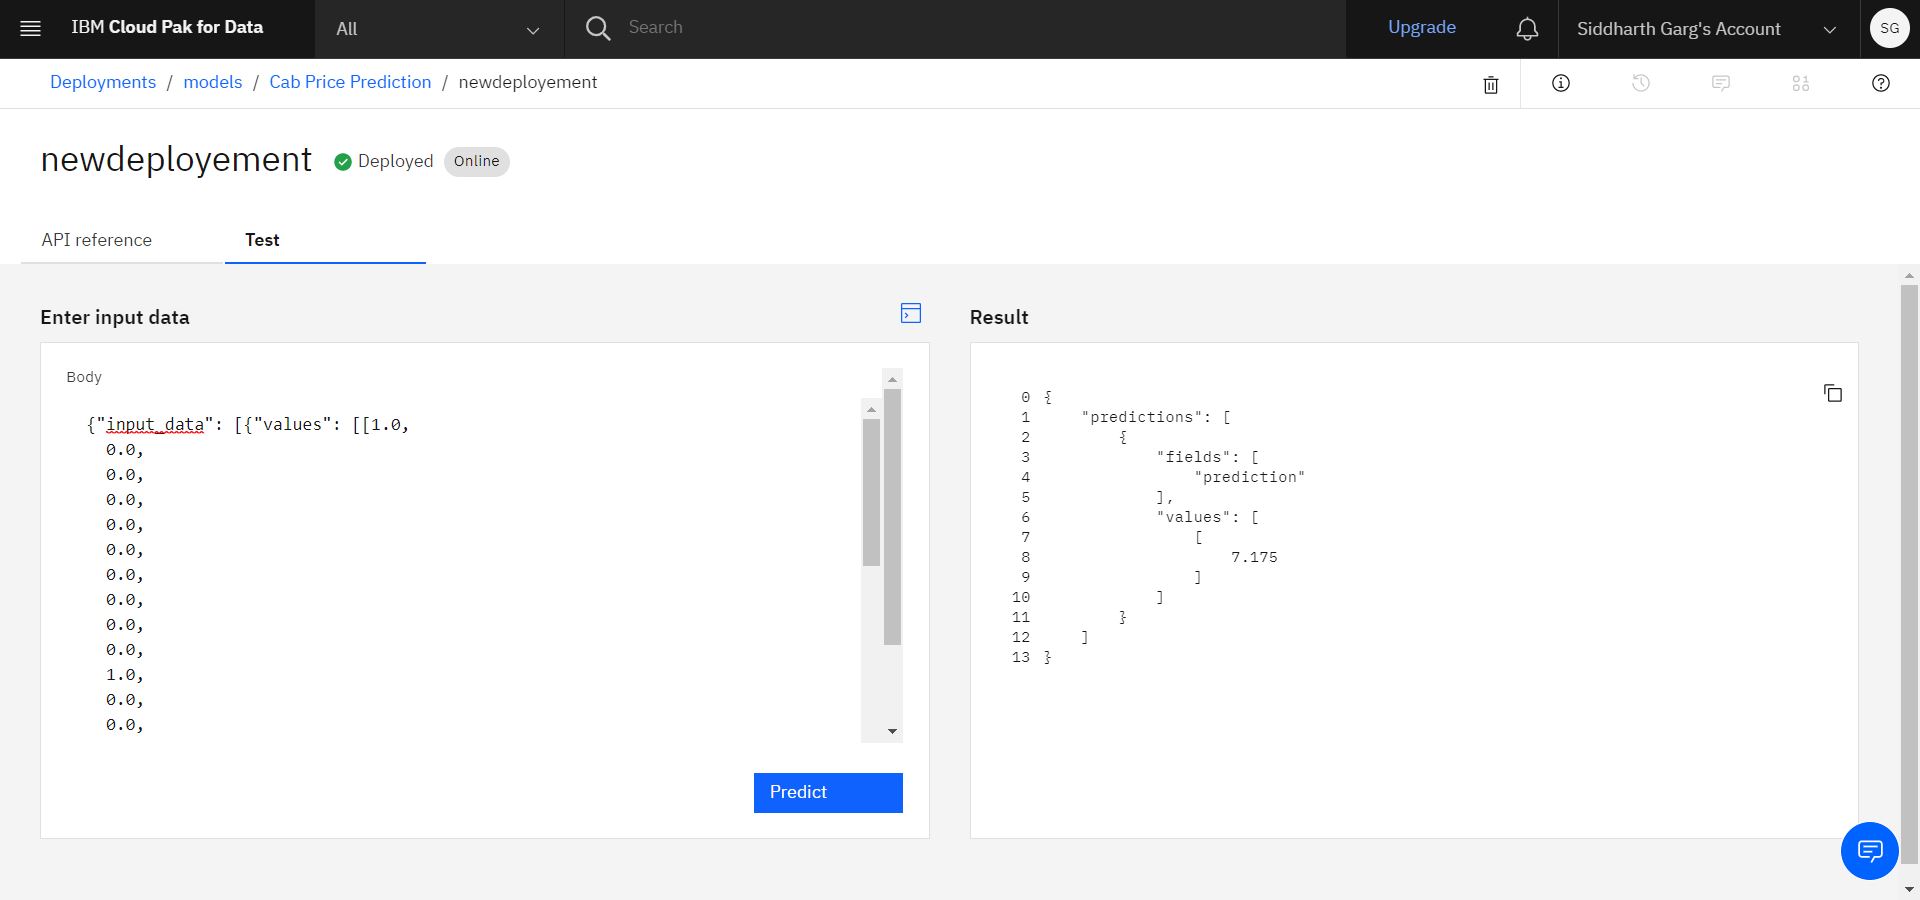 IBM Cloud Pak for Data
All
Search
Upgrade
Siddharth Garg's Account
SG
Deployments / models / Cab Price Prediction / newdeployement
newdeployement
Deployed
Online
API reference
Test
Enter input data
Body
{"input_data": [{"values": [[1.0,
0.0,
0.0,
0.0,
0.0,
0.0,
0.0,
0.0,
0.0,
0.0,
1.0,
0.0,
0.0,
Predict
Result
0 {
1 "predictions": [
2 {
3 "fields": [
4 "prediction"
5 ],
6 "values": [
7 [
8 7.175
9 ]
10 ]
11 }
12 ]
13 }